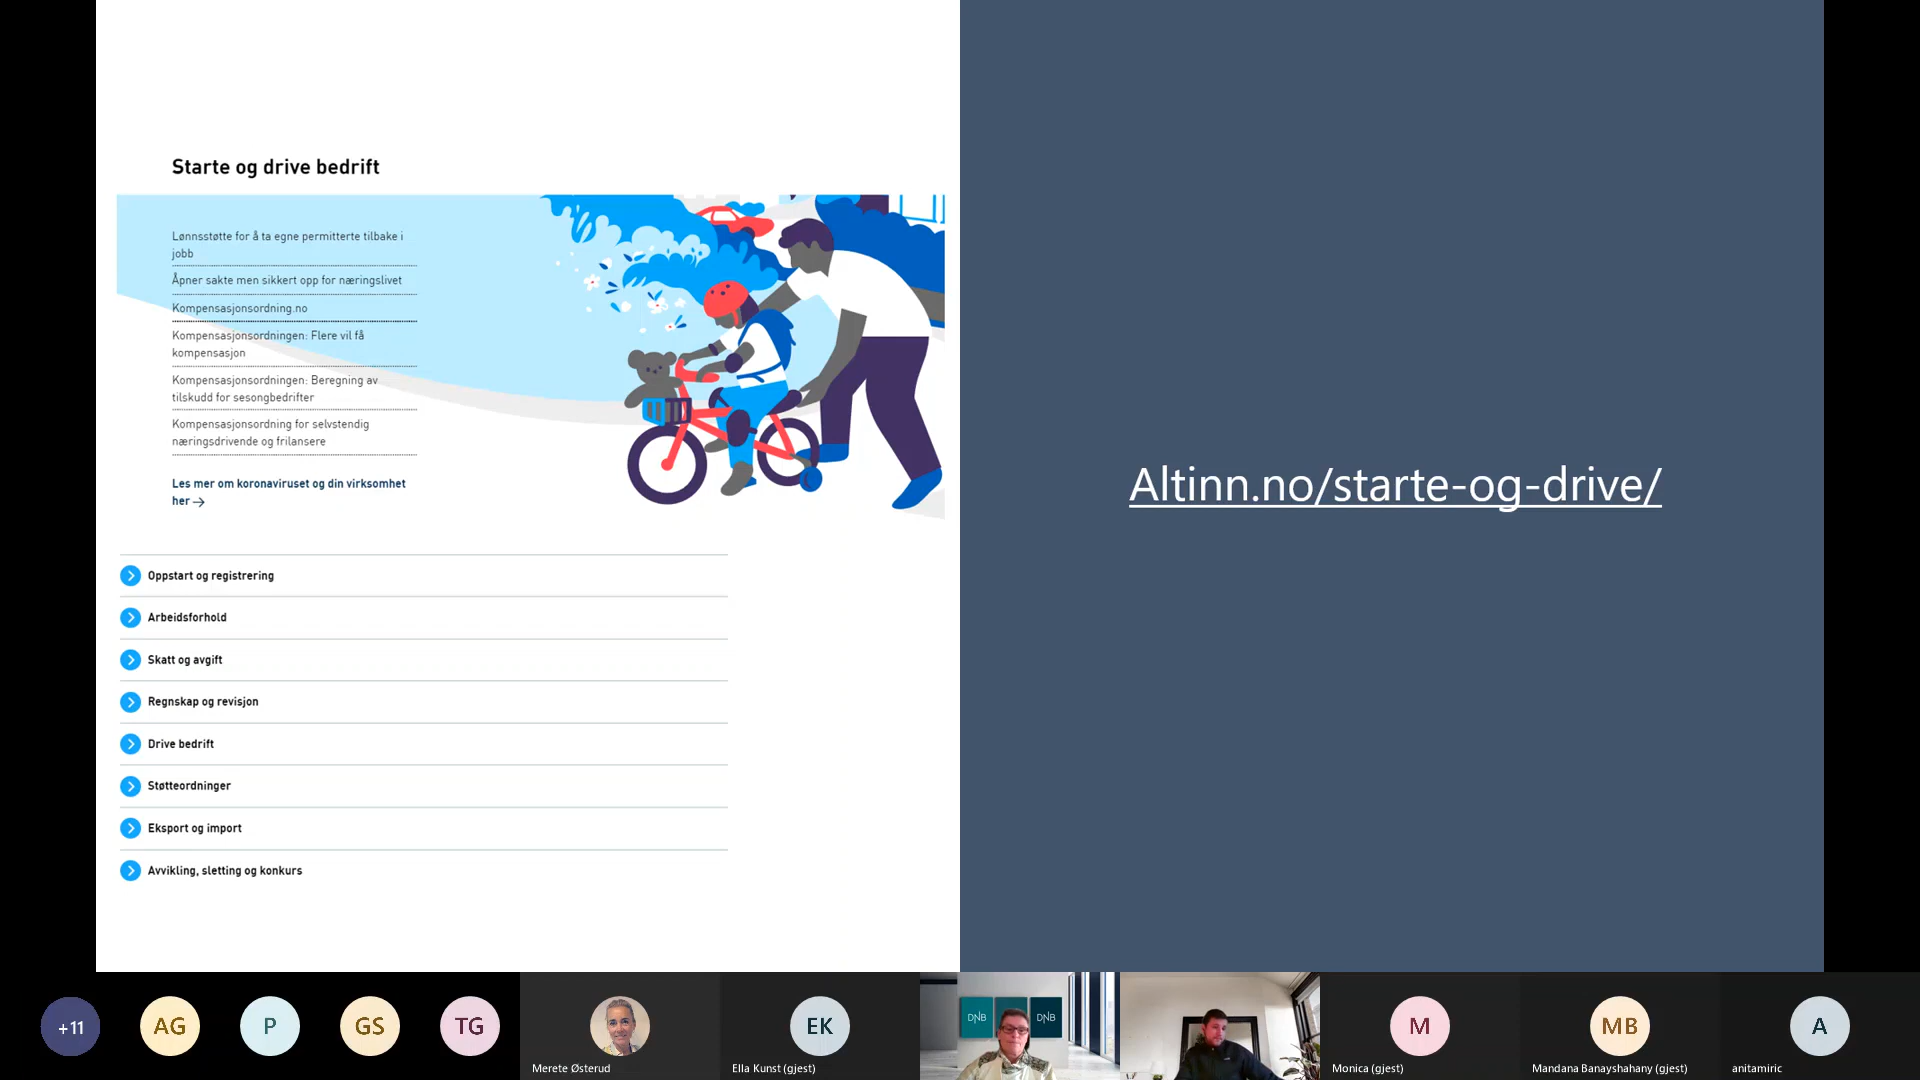 Starte og drive bedrift
Lønnsstøtte for å ta egne permitterte tilbake i
jobb
Åpner sakte men sikkert opp for næringslivet
Kompensasjonsordning.no
Kompensasjonsordningen: Flere vil få
kompensasjon
Kompensasjonsordningen: Beregning av
tilskudd for sesongbedrifter
Kompensasjonsordning for selvstendig
næringsdrivende og frilansere
Les mer om koronaviruset og din virksomhet
her →
Oppstart og registrering
Arbeidsforhold
Skatt og avgift
Regnskap og revisjon
Drive bedrift
Støtteordninger
Eksport og import
Avvikling, sletting og konkurs
Altinn.no/starte-og-drive/
+11
AG
P
GS
TG
Merete Østerud
EK
Ella Kunst (gjest)
DNB
DNB
M
Monica (gjest)
MB
Mandana Banayshahany (gjest)
A
anitamiric